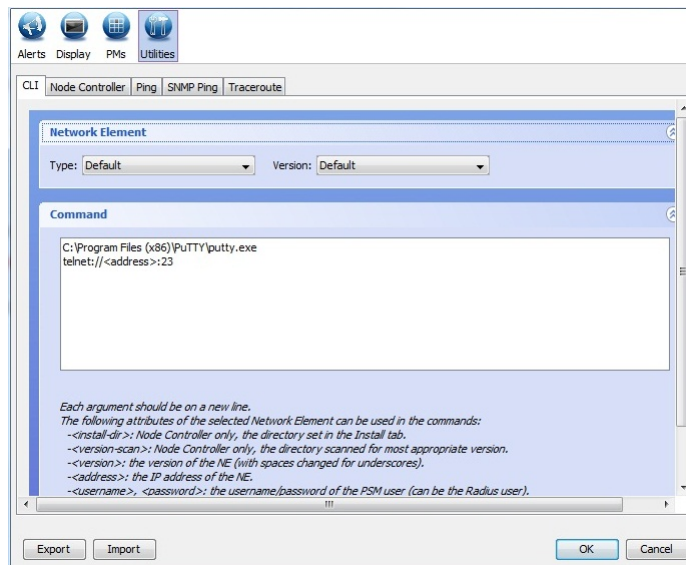 Alerts Display PMs Utilities
CLI Node Controller Ping SNMP Ping Traceroute
Network Element
Type: Default Version: Default
Command
C:\Program Files (x86)\PuTTY\putty.exe
telnet://<address>:23
Each argument should be on a new line.
The following attributes of the selected Network Element can be used in the commands:
-<install-dir>: Node Controller only, the directory set in the Install tab.
-<version-scan>: Node Controller only, the directory scanned for most appropriate version.
-<version>: the version of the NE (with spaces changed for underscores).
-<address>: the IP address of the NE.
-<username>, <password>: the username/password of the PSM user (can be the Radius user).
Export Import OK Cancel